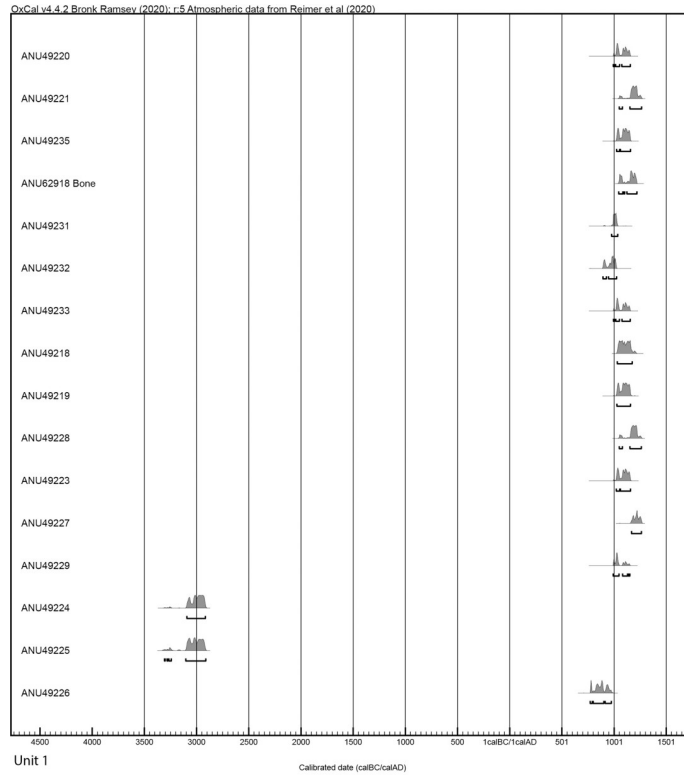 OxCal v4.4.2 Bronk Ramsey (2020); r:5 Atmospheric data from Reimer et al (2020)
ANU49220
ANU49221
ANU49235
ANU62918 Bone
ANU49231
ANU49232
ANU49233
ANU49218
ANU49219
ANU49228
ANU49223
ANU49227
ANU49229
ANU49224
ANU49225
ANU49226
4500 4000 3500 3000 2500 2000 1500 1000 500 1calBC/1calAD 501 1001 1501
Unit 1
Calibrated date (calBC/calAD)